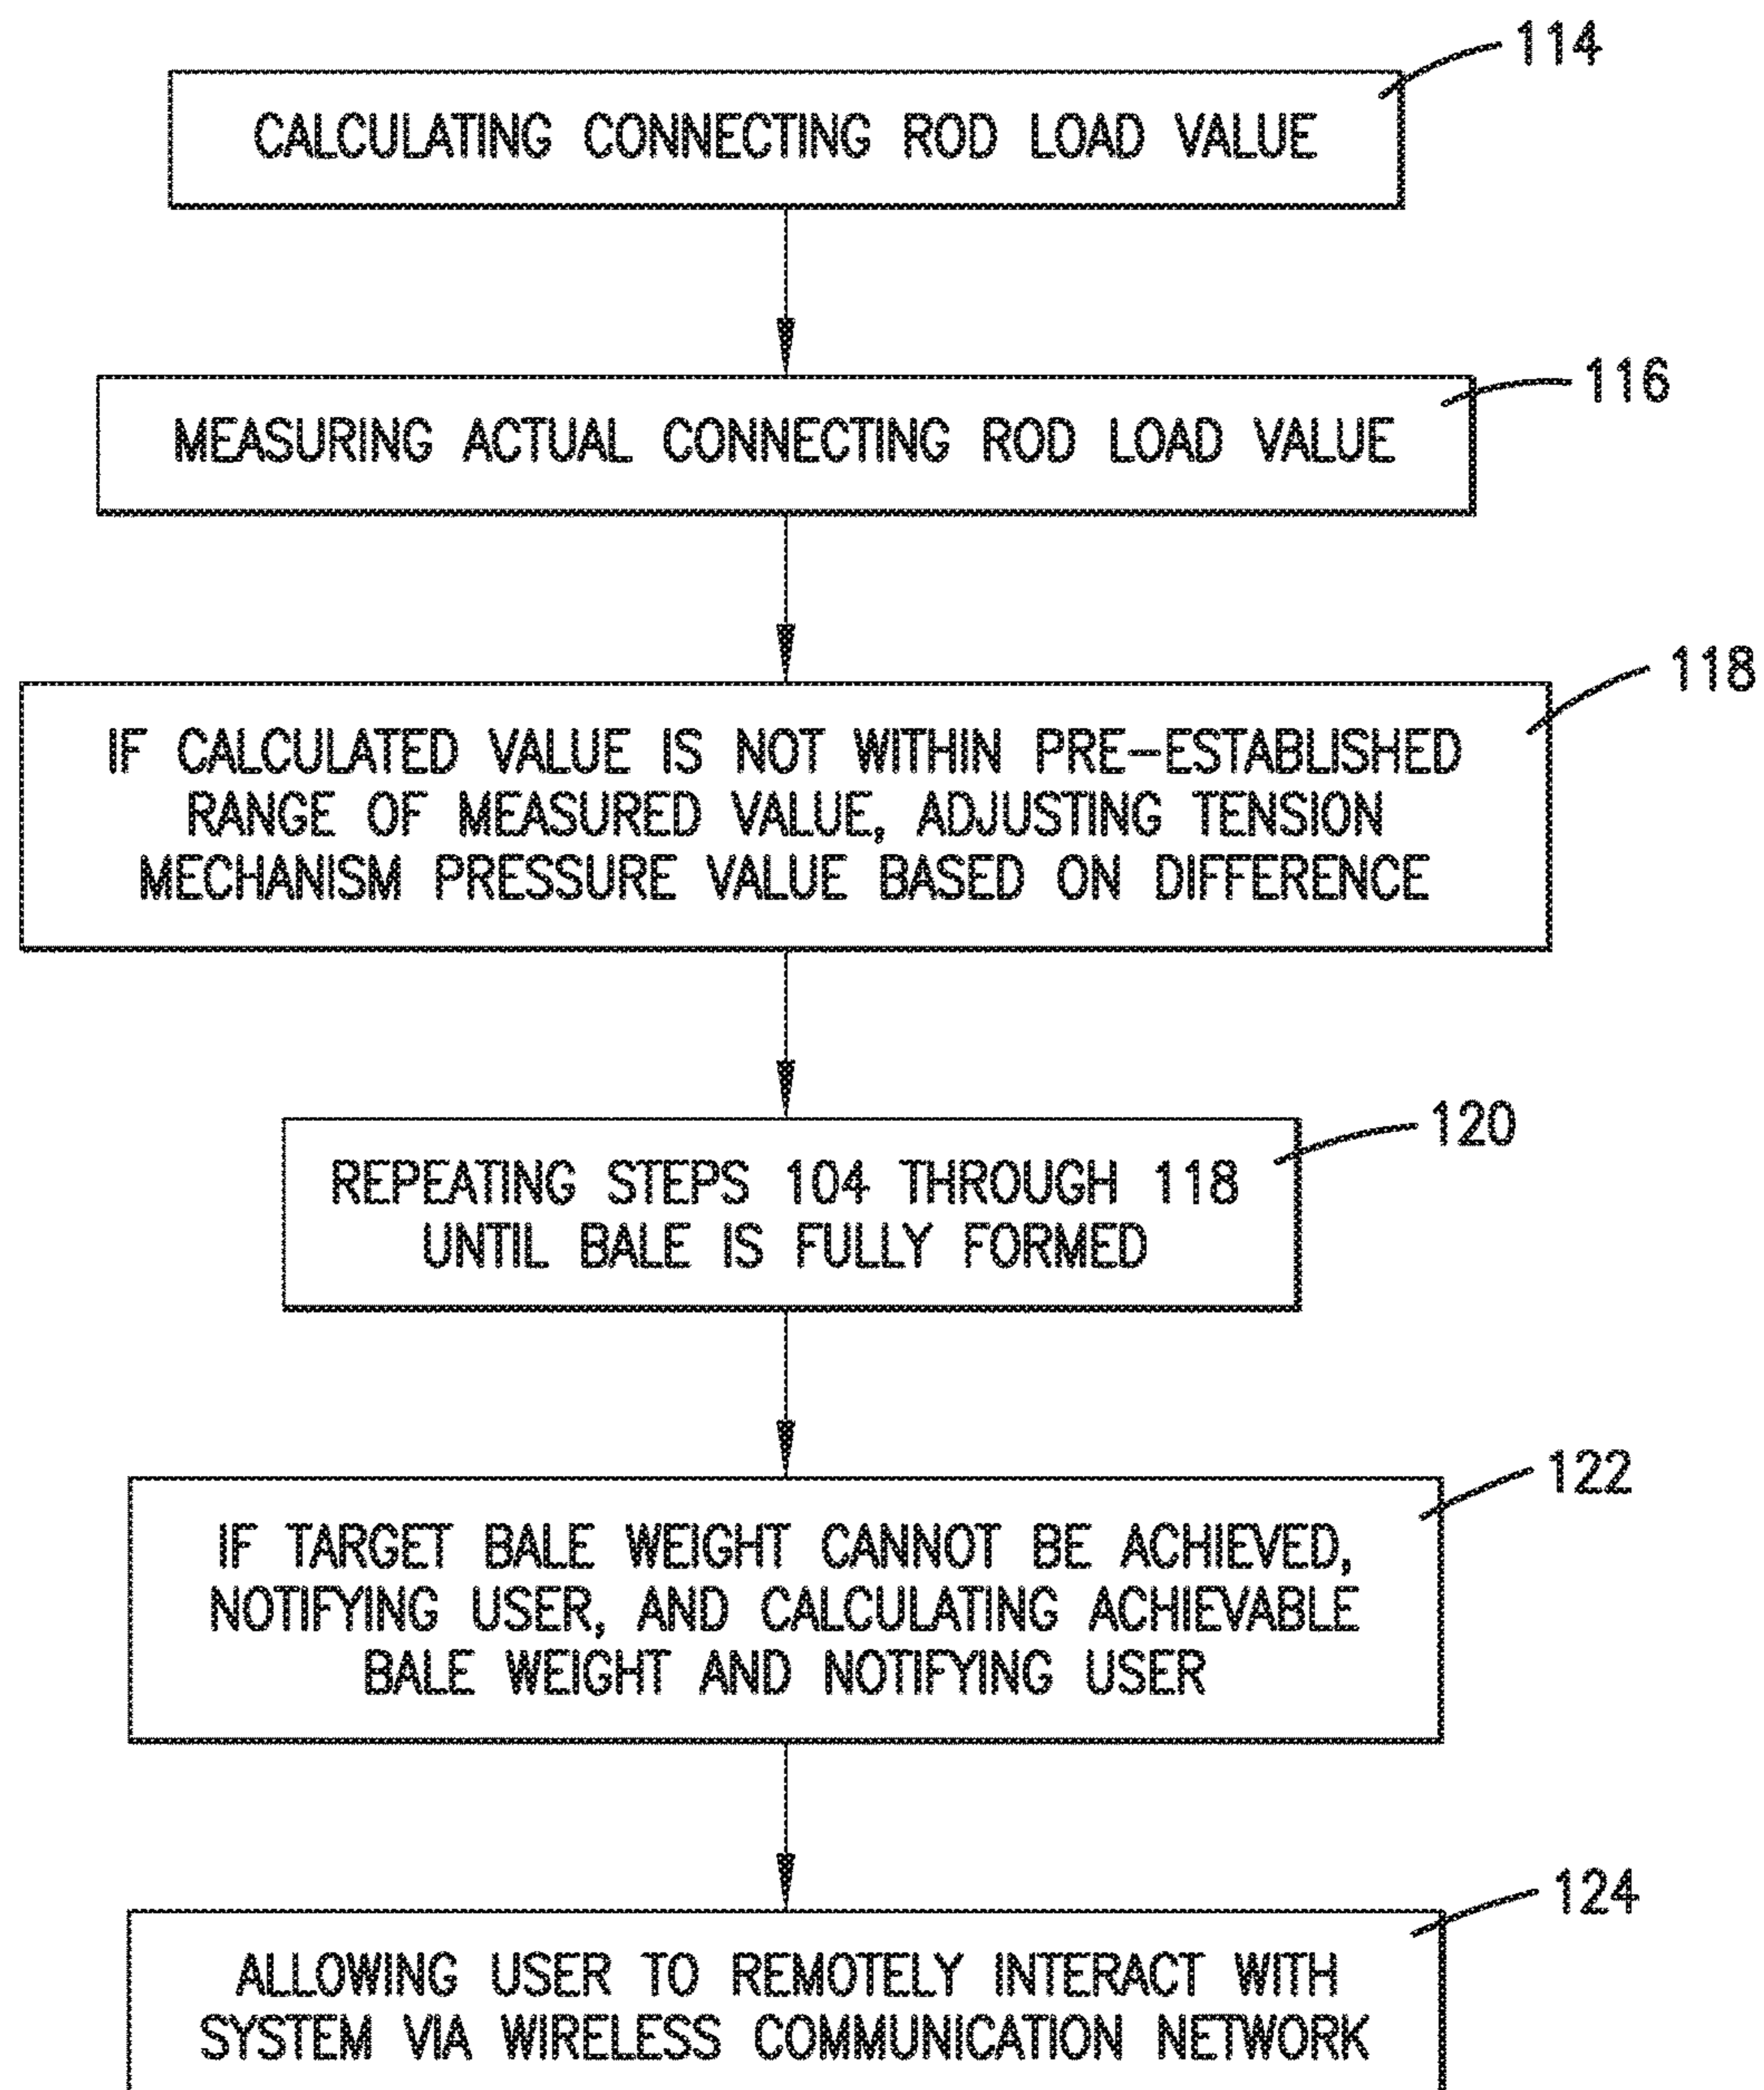 114
CALCULATING CONNECTING ROD LOAD VALUE
116
MEASURING ACTUAL CONNECTING ROD LOAD VALUE
118
IF CALCULATED VALUE IS NOT WITHIN PRE-ESTABLISHED
RANGE OF MEASURED VALUE, ADJUSTING TENSION
MECHANISM PRESSURE VALUE BASED ON DIFFERENCE
120
REPEATING STEPS 104 THROUGH 118
UNTIL BALE IS FULLY FORMED
122
IF TARGET BALE WEIGHT CANNOT BE ACHIEVED,
NOTIFYING USER, AND CALCULATING ACHIEVABLE
BALE WEIGHT AND NOTIFYING USER
124
ALLOWING USER TO REMOTELY INTERACT WITH
SYSTEM VIA WIRELESS COMMUNICATION NETWORK